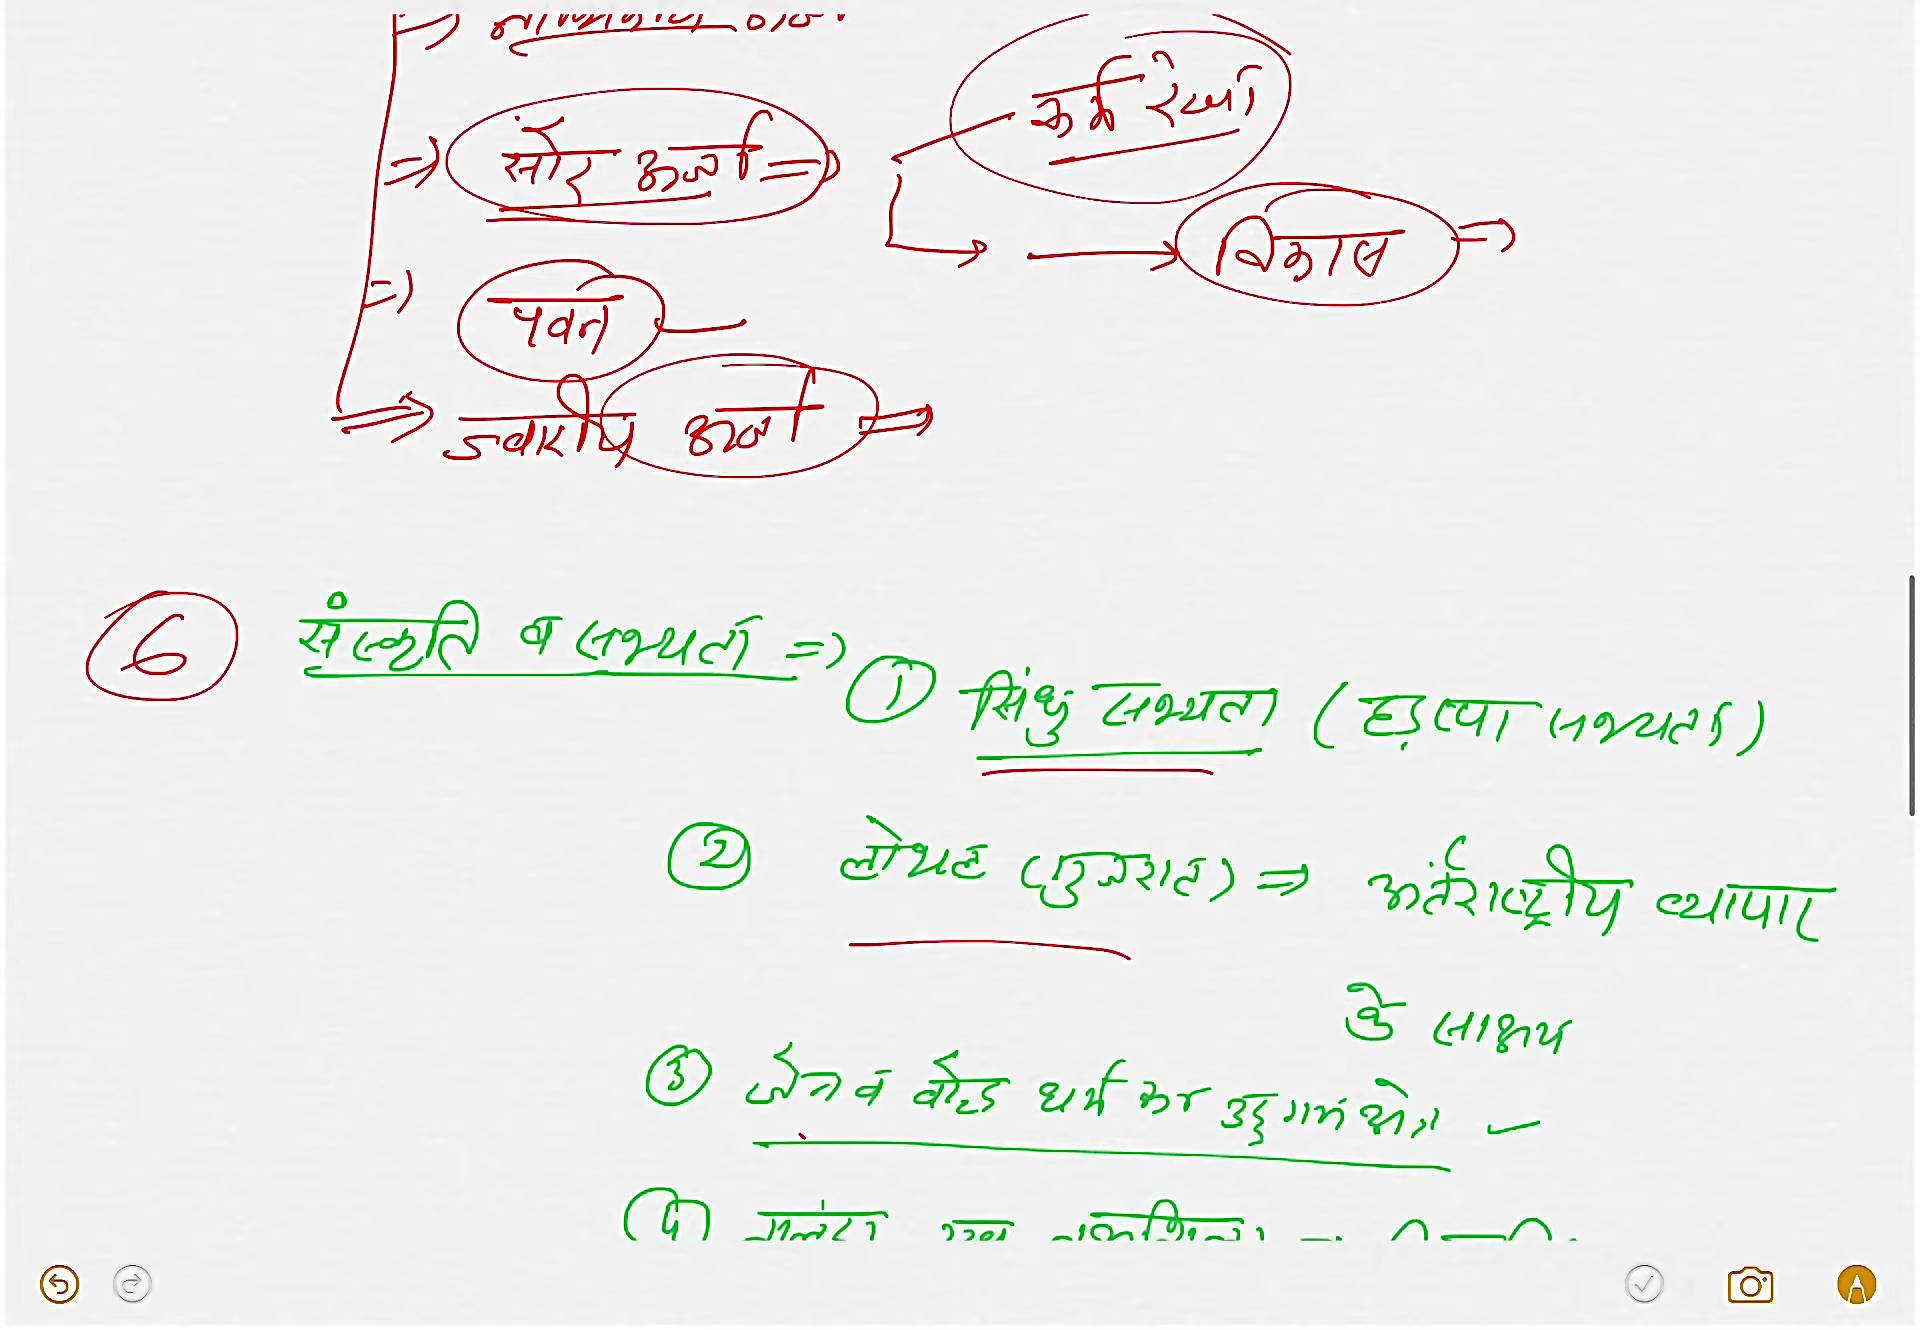 => सौर ऊर्जा => कर्क रेखा
→ विकास =>
=> पवन —
=> ज्वारीय ऊर्जा =>
6 संस्कृति व सभ्यता =>
1 सिंधु सभ्यता (हड़प्पा सभ्यता)
2 लोथल (गुजरात) => अंर्तराष्ट्रीय व्यापार
के साक्ष्य
3 जैन व बौद्ध धर्म का उद्गम क्षेत्र
4